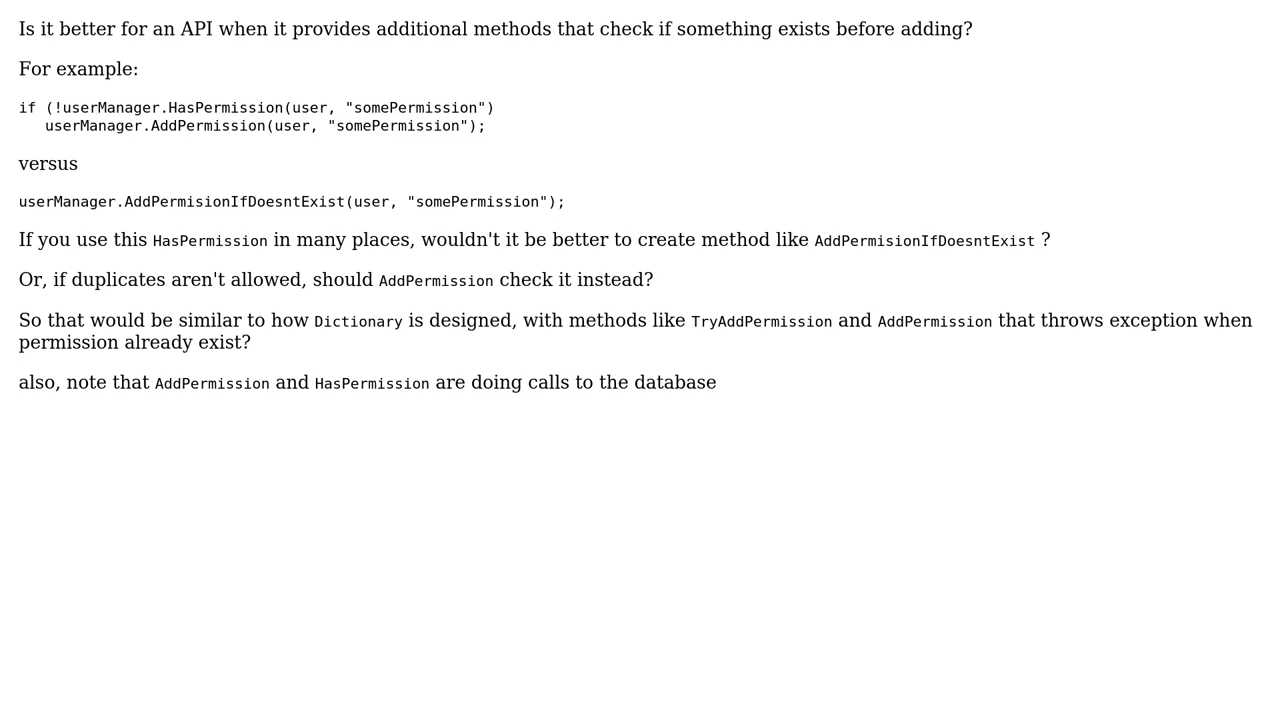 Is it better for an API when it provides additional methods that check if something exists before adding?
For example:
if (!userManager.HasPermission(user, "somePermission")
   userManager.AddPermission(user, "somePermission");
versus
userManager.AddPermisionIfDoesntExist(user, "somePermission");
If you use this HasPermission in many places, wouldn't it be better to create method like AddPermisionIfDoesntExist ?
Or, if duplicates aren't allowed, should AddPermission check it instead?
So that would be similar to how Dictionary is designed, with methods like TryAddPermission and AddPermission that throws exception when
permission already exist?
also, note that AddPermission and HasPermission are doing calls to the database